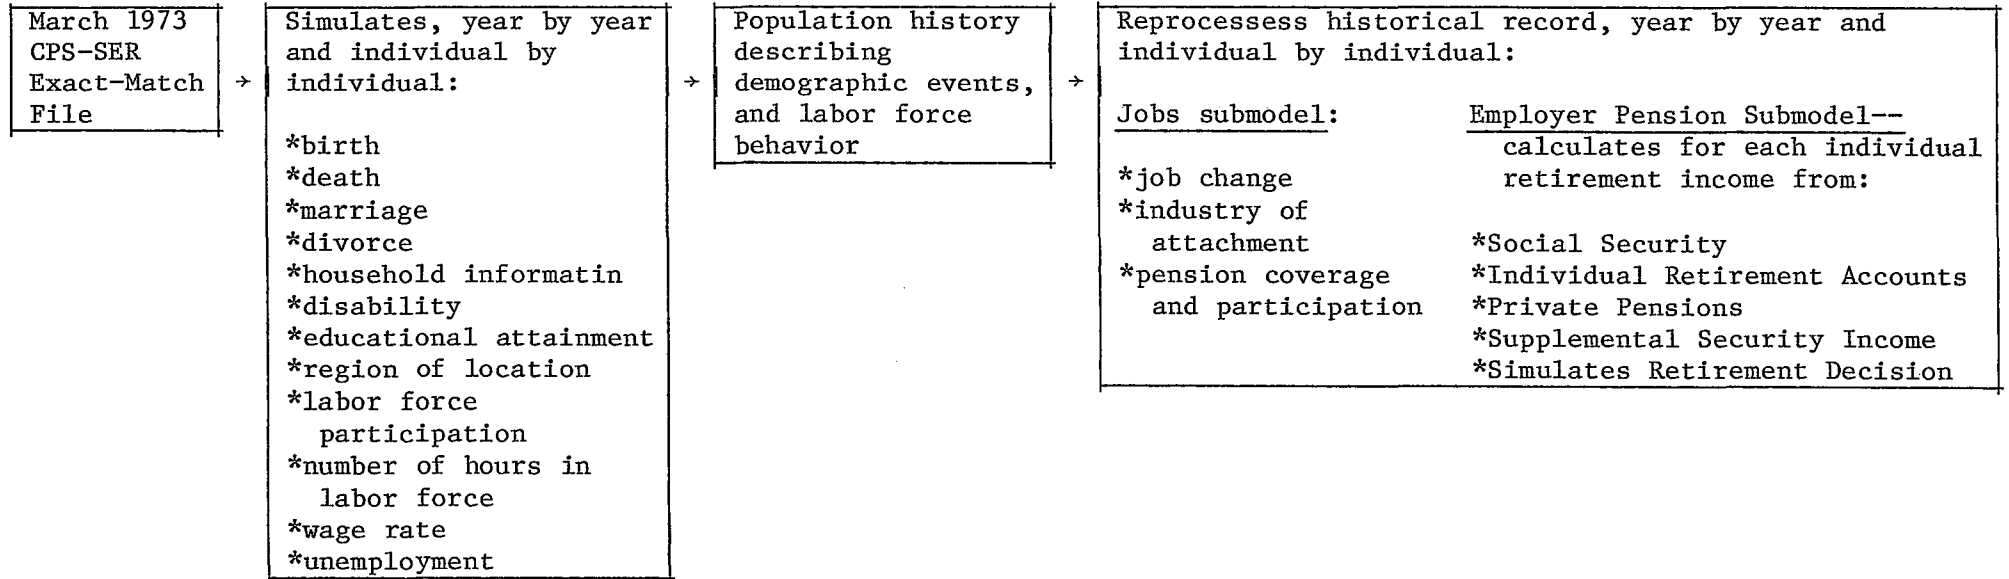 March 1973
CPS-SER
Exact-Match
File
→
Simulates, year by year
and individual by
individual:
*birth
*death
*marriage
*divorce
*household informatin
*disability
*educational attainment
*region of location
*labor force
participation
*number of hours in
labor force
*wage rate
*unemployment
→
Population history
describing
demographic events,
and labor force
behavior
→
Reprocessess historical record, year by year and
individual by individual:
Jobs submodel:
*job change
*industry of
attachment
*pension coverage
and participation
Employer Pension Submodel--
calculates for each individual
retirement income from:
*Social Security
*Individual Retirement Accounts
*Private Pensions
*Supplemental Security Income
*Simulates Retirement Decision